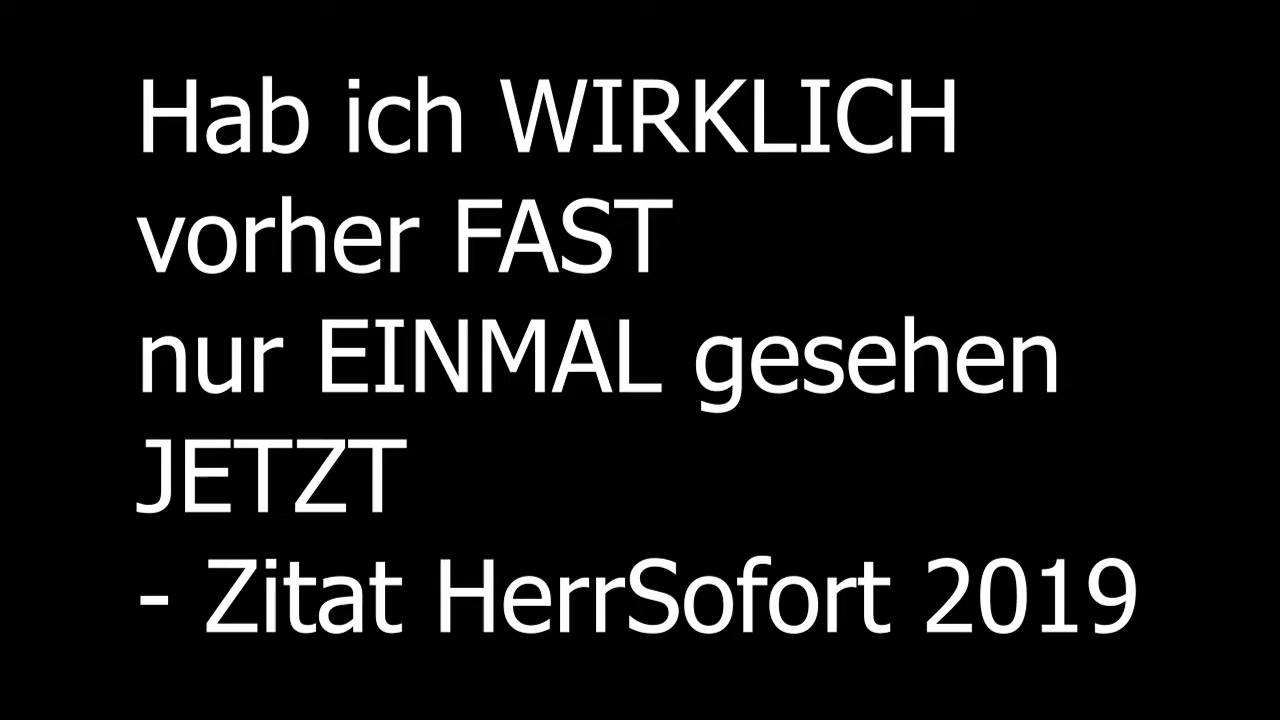 Hab ich WIRKLICH
vorher FAST
nur EINMAL gesehen
JETZT
- Zitat HerrSofort 2019